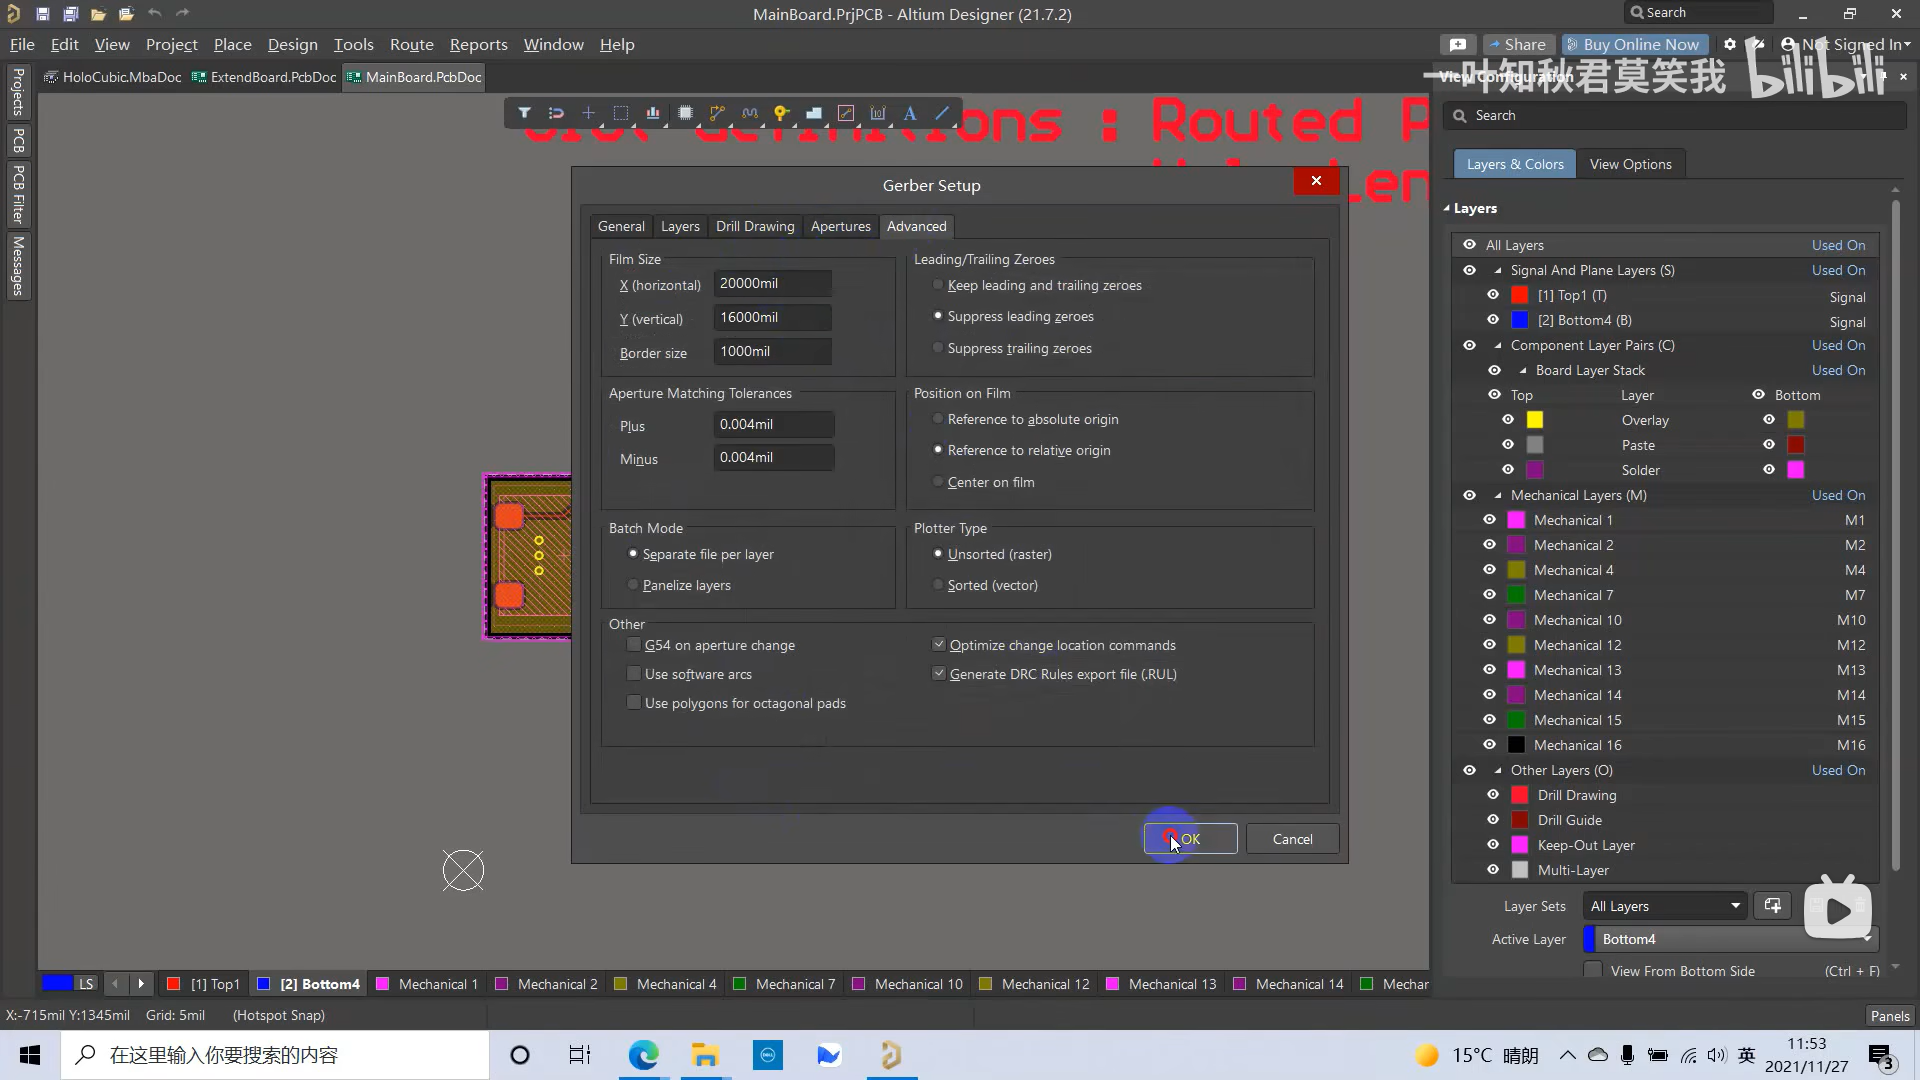 MainBoard.PrjPCB - Altium Designer (21.7.2)
Search
File Edit View Project Place Design Tools Route Reports Window Help
Share
Buy Online Now
Not Signed In
HoloCubic.MbaDoc
ExtendBoard.PcbDoc
MainBoard.PcbDoc
一叶知秋君莫笑我 bilibili
Projects
PCB
PCB Filter
Messages
: Routed
Gerber Setup
General Layers Drill Drawing Apertures Advanced
Film Size
X (horizontal) 20000mil
Y (vertical) 16000mil
Border size 1000mil
Leading/Trailing Zeroes
Keep leading and trailing zeroes
Suppress leading zeroes
Suppress trailing zeroes
Aperture Matching Tolerances
Plus 0.004mil
Minus 0.004mil
Position on Film
Reference to absolute origin
Reference to relative origin
Center on film
Batch Mode
Separate file per layer
Panelize layers
Plotter Type
Unsorted (raster)
Sorted (vector)
Other
G54 on aperture change
Use software arcs
Use polygons for octagonal pads
Optimize change location commands
Generate DRC Rules export file (.RUL)
OK Cancel
View Configuration
Search
Layers & Colors View Options
Layers
All Layers Used On
Signal And Plane Layers (S) Used On
[1] Top1 (T) Signal
[2] Bottom4 (B) Signal
Component Layer Pairs (C) Used On
Board Layer Stack Used On
Top Layer Bottom
Overlay
Paste
Solder
Mechanical Layers (M) Used On
Mechanical 1 M1
Mechanical 2 M2
Mechanical 4 M4
Mechanical 7 M7
Mechanical 10 M10
Mechanical 12 M12
Mechanical 13 M13
Mechanical 14 M14
Mechanical 15 M15
Mechanical 16 M16
Other Layers (O) Used On
Drill Drawing
Drill Guide
Keep-Out Layer
Multi-Layer
Layer Sets All Layers
Active Layer Bottom4
View From Bottom Side (Ctrl + F)
LS [1] Top1 [2] Bottom4 Mechanical 1 Mechanical 2 Mechanical 4 Mechanical 7 Mechanical 10 Mechanical 12 Mechanical 13 Mechanical 14 Mechar
X:-715mil Y:1345mil Grid: 5mil (Hotspot Snap)
Panels
在这里输入你要搜索的内容
15°C 晴朗
英
11:53
2021/11/27
3